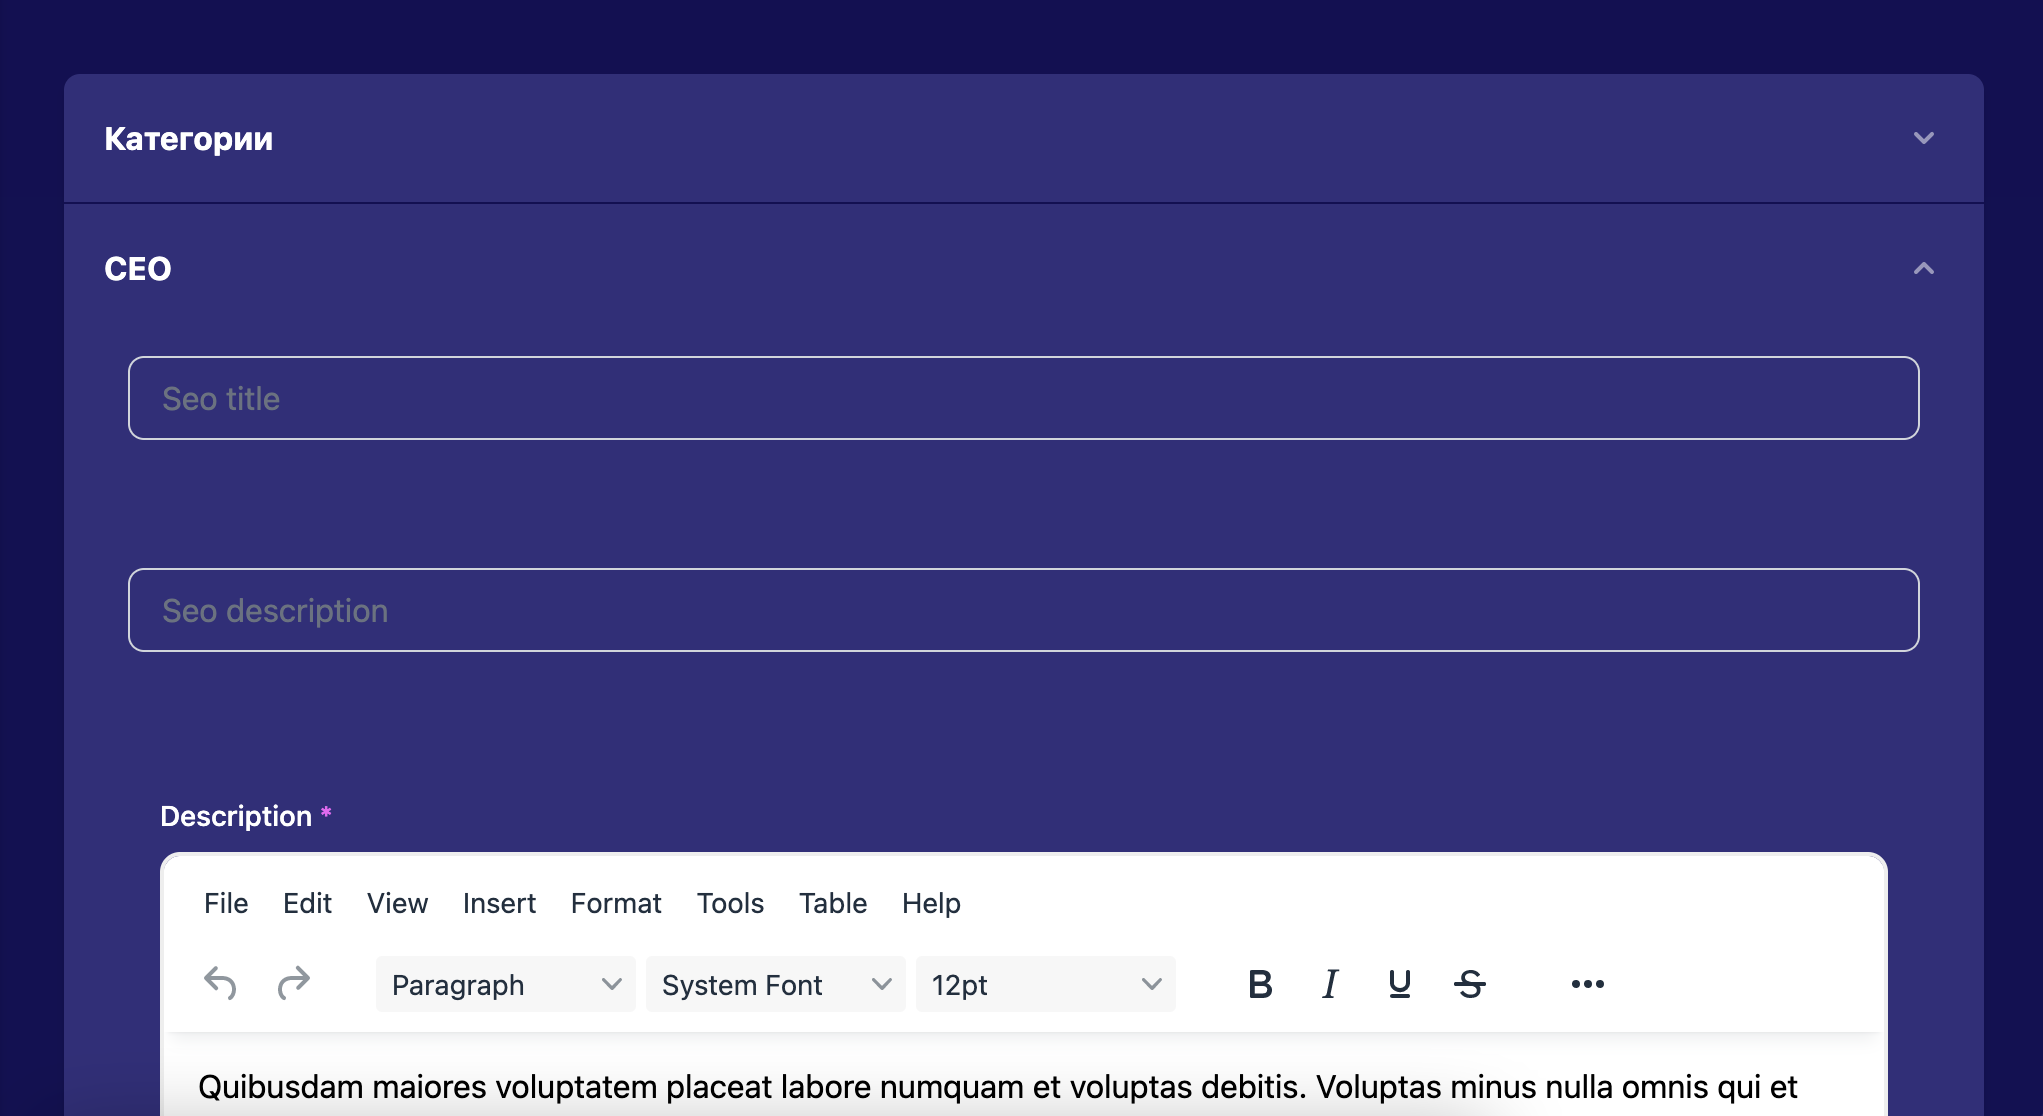 Категории
СЕО
Seo title
Seo description
Description *
File Edit View Insert Format Tools Table Help
Paragraph System Font 12pt B I U S
Quibusdam maiores voluptatem placeat labore numquam et voluptas debitis. Voluptas minus nulla omnis qui et